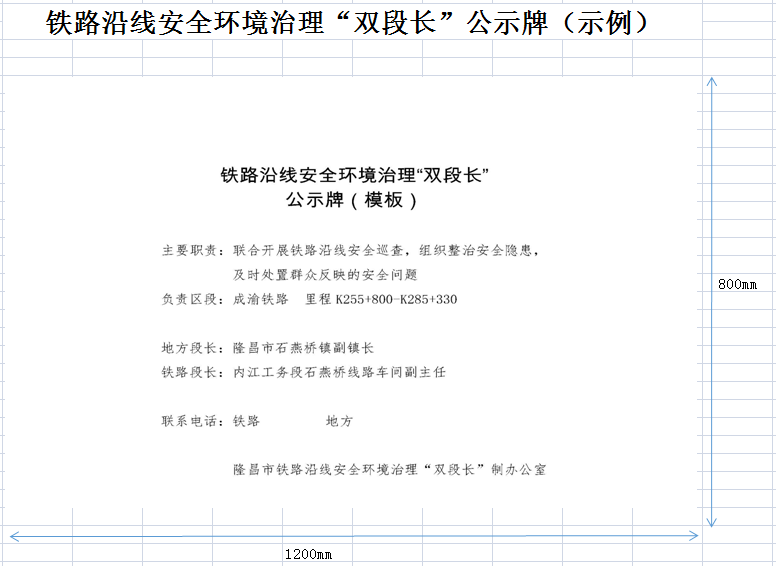 铁路沿线安全环境治理“双段长”公示牌（示例）
铁路沿线安全环境治理“双段长”
公示牌（模板）
主要职责：联合开展铁路沿线安全巡查，组织整治安全隐患，
及时处置群众反映的安全问题
负责区段：成渝铁路 里程K255+800-K285+330
地方段长：隆昌市石燕桥镇副镇长
铁路段长：内江工务段石燕桥线路车间副主任
联系电话：铁路 地方
隆昌市铁路沿线安全环境治理“双段长”制办公室
800mm
1200mm